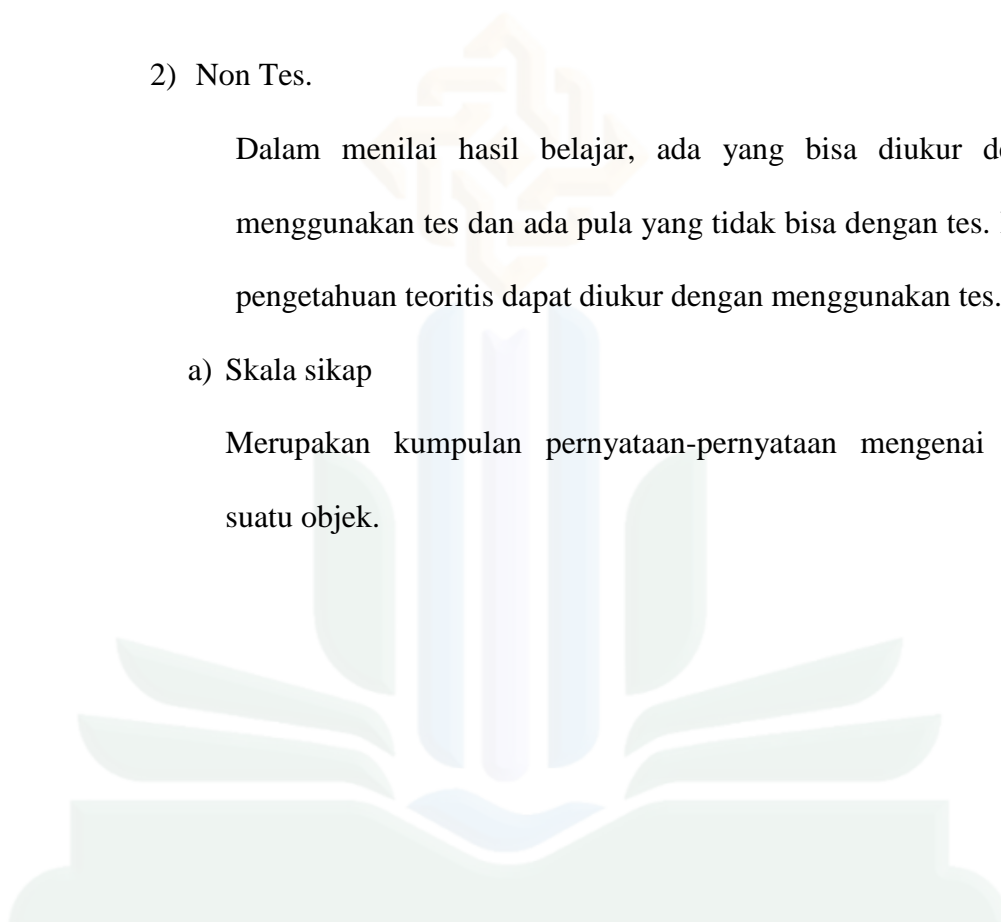 2) Non Tes.
Dalam menilai hasil belajar, ada yang bisa diukur
menggunakan tes dan ada pula yang tidak bisa dengan tes.
pengetahuan teoritis dapat diukur dengan menggunakan tes.
a) Skala sikap
Merupakan kumpulan pernyataan-pernyataan mengenai
suatu objek.